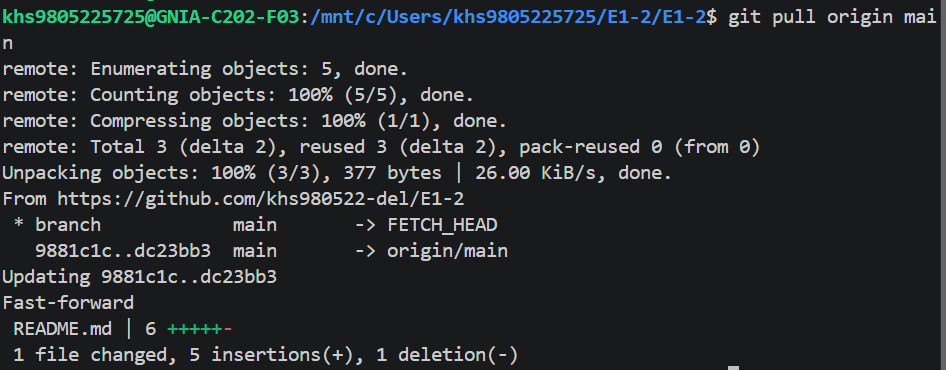 khs9805225725@GNIA-C202-F03:/mnt/c/Users/khs9805225725/E1-2/E1-2$ git pull origin mai
n
remote: Enumerating objects: 5, done.
remote: Counting objects: 100% (5/5), done.
remote: Compressing objects: 100% (1/1), done.
remote: Total 3 (delta 2), reused 3 (delta 2), pack-reused 0 (from 0)
Unpacking objects: 100% (3/3), 377 bytes | 26.00 KiB/s, done.
From https://github.com/khs980522-del/E1-2
 * branch            main       -> FETCH_HEAD
   9881c1c..dc23bb3  main       -> origin/main
Updating 9881c1c..dc23bb3
Fast-forward
 README.md | 6 +++++-
 1 file changed, 5 insertions(+), 1 deletion(-)